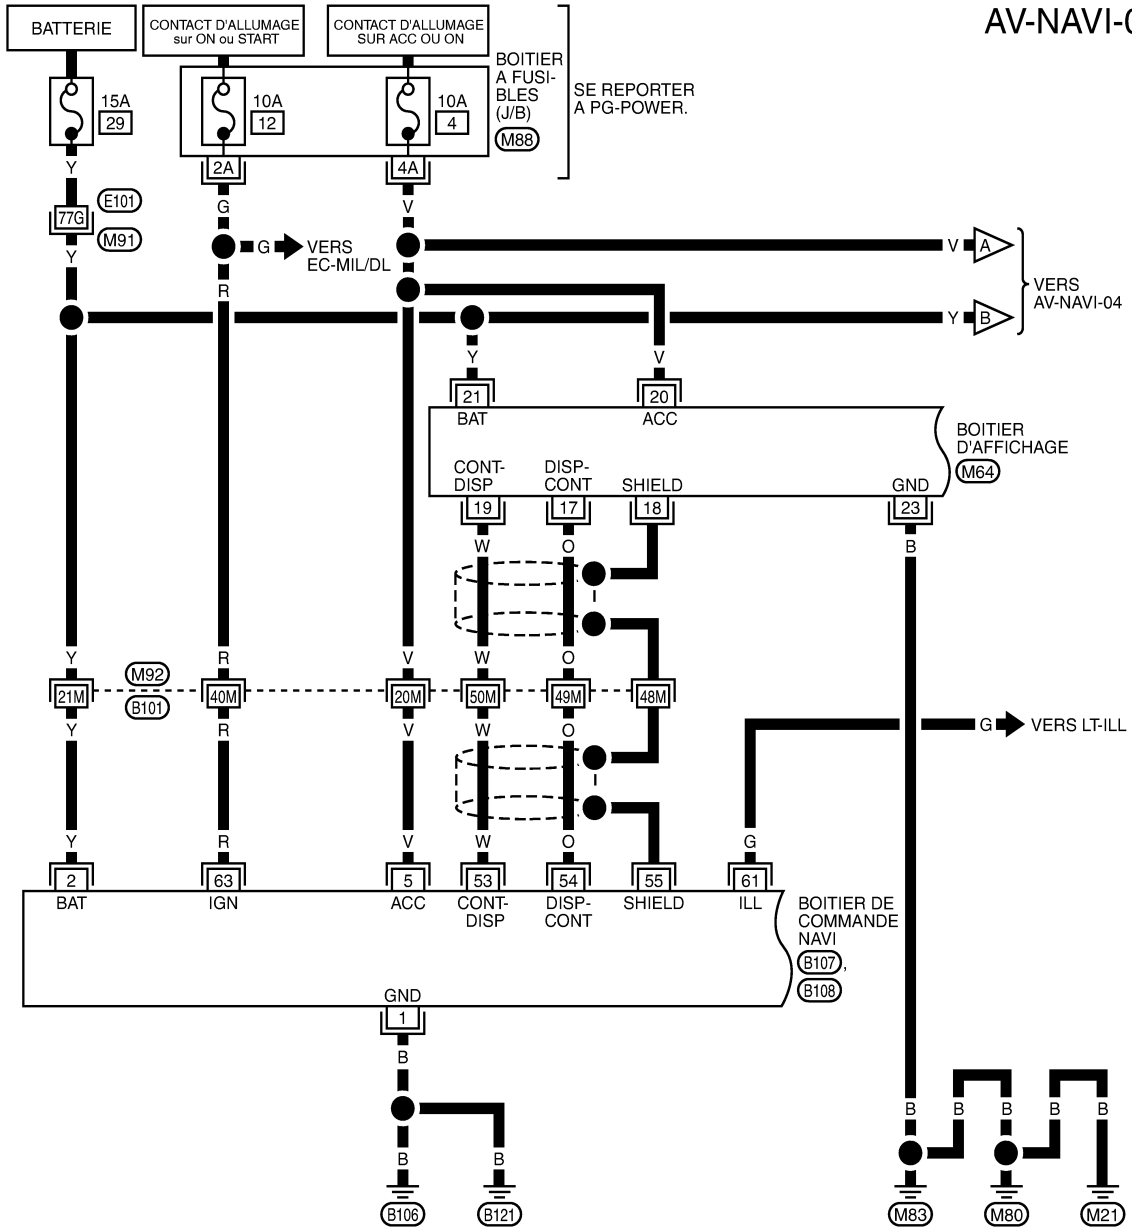 AV-NAVI-0
BATTERIE
CONTACT D'ALLUMAGE
sur ON ou START
CONTACT D'ALLUMAGE
SUR ACC OU ON
BOITIER
A FUSI-
BLES
(J/B)
M88
SE REPORTER
A PG-POWER.
15A
29
10A
12
10A
4
2A
4A
Y
G
V
77G
E101
M91
Y
G
VERS
EC-MIL/DL
R
V
A
Y
B
VERS
AV-NAVI-04
Y
V
21
20
BAT
ACC
BOITIER
D'AFFICHAGE
M64
CONT-
DISP
DISP-
CONT
SHIELD
GND
19
17
18
23
W
O
B
Y
R
V
W
O
M92
B101
21M
40M
20M
50M
49M
48M
Y
R
V
W
O
G
VERS LT-ILL
Y
R
V
W
O
G
2
63
5
53
54
55
61
BAT
IGN
ACC
CONT-
DISP
DISP-
CONT
SHIELD
ILL
BOITIER DE
COMMANDE
NAVI
B107,
B108
GND
1
B
B
B
B106
B121
B
B
B
B
B
M83
M80
M21